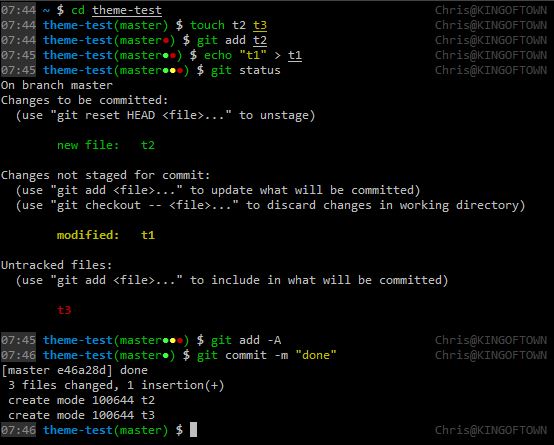 07:44 ~ $ cd theme-test Chris@KINGOFTOWN
07:44 theme-test(master) $ touch t2 t3 Chris@KINGOFTOWN
07:44 theme-test(master●) $ git add t2 Chris@KINGOFTOWN
07:45 theme-test(master●●) $ echo "t1" > t1 Chris@KINGOFTOWN
07:45 theme-test(master●●●) $ git status Chris@KINGOFTOWN
On branch master
Changes to be committed:
  (use "git reset HEAD <file>..." to unstage)
new file:   t2
Changes not staged for commit:
  (use "git add <file>..." to update what will be committed)
  (use "git checkout -- <file>..." to discard changes in working directory)
modified:   t1
Untracked files:
  (use "git add <file>..." to include in what will be committed)
t3
07:45 theme-test(master●●●) $ git add -A Chris@KINGOFTOWN
07:46 theme-test(master●) $ git commit -m "done" Chris@KINGOFTOWN
[master e46a28d] done
 3 files changed, 1 insertion(+)
 create mode 100644 t2
 create mode 100644 t3
07:46 theme-test(master) $ Chris@KINGOFTOWN